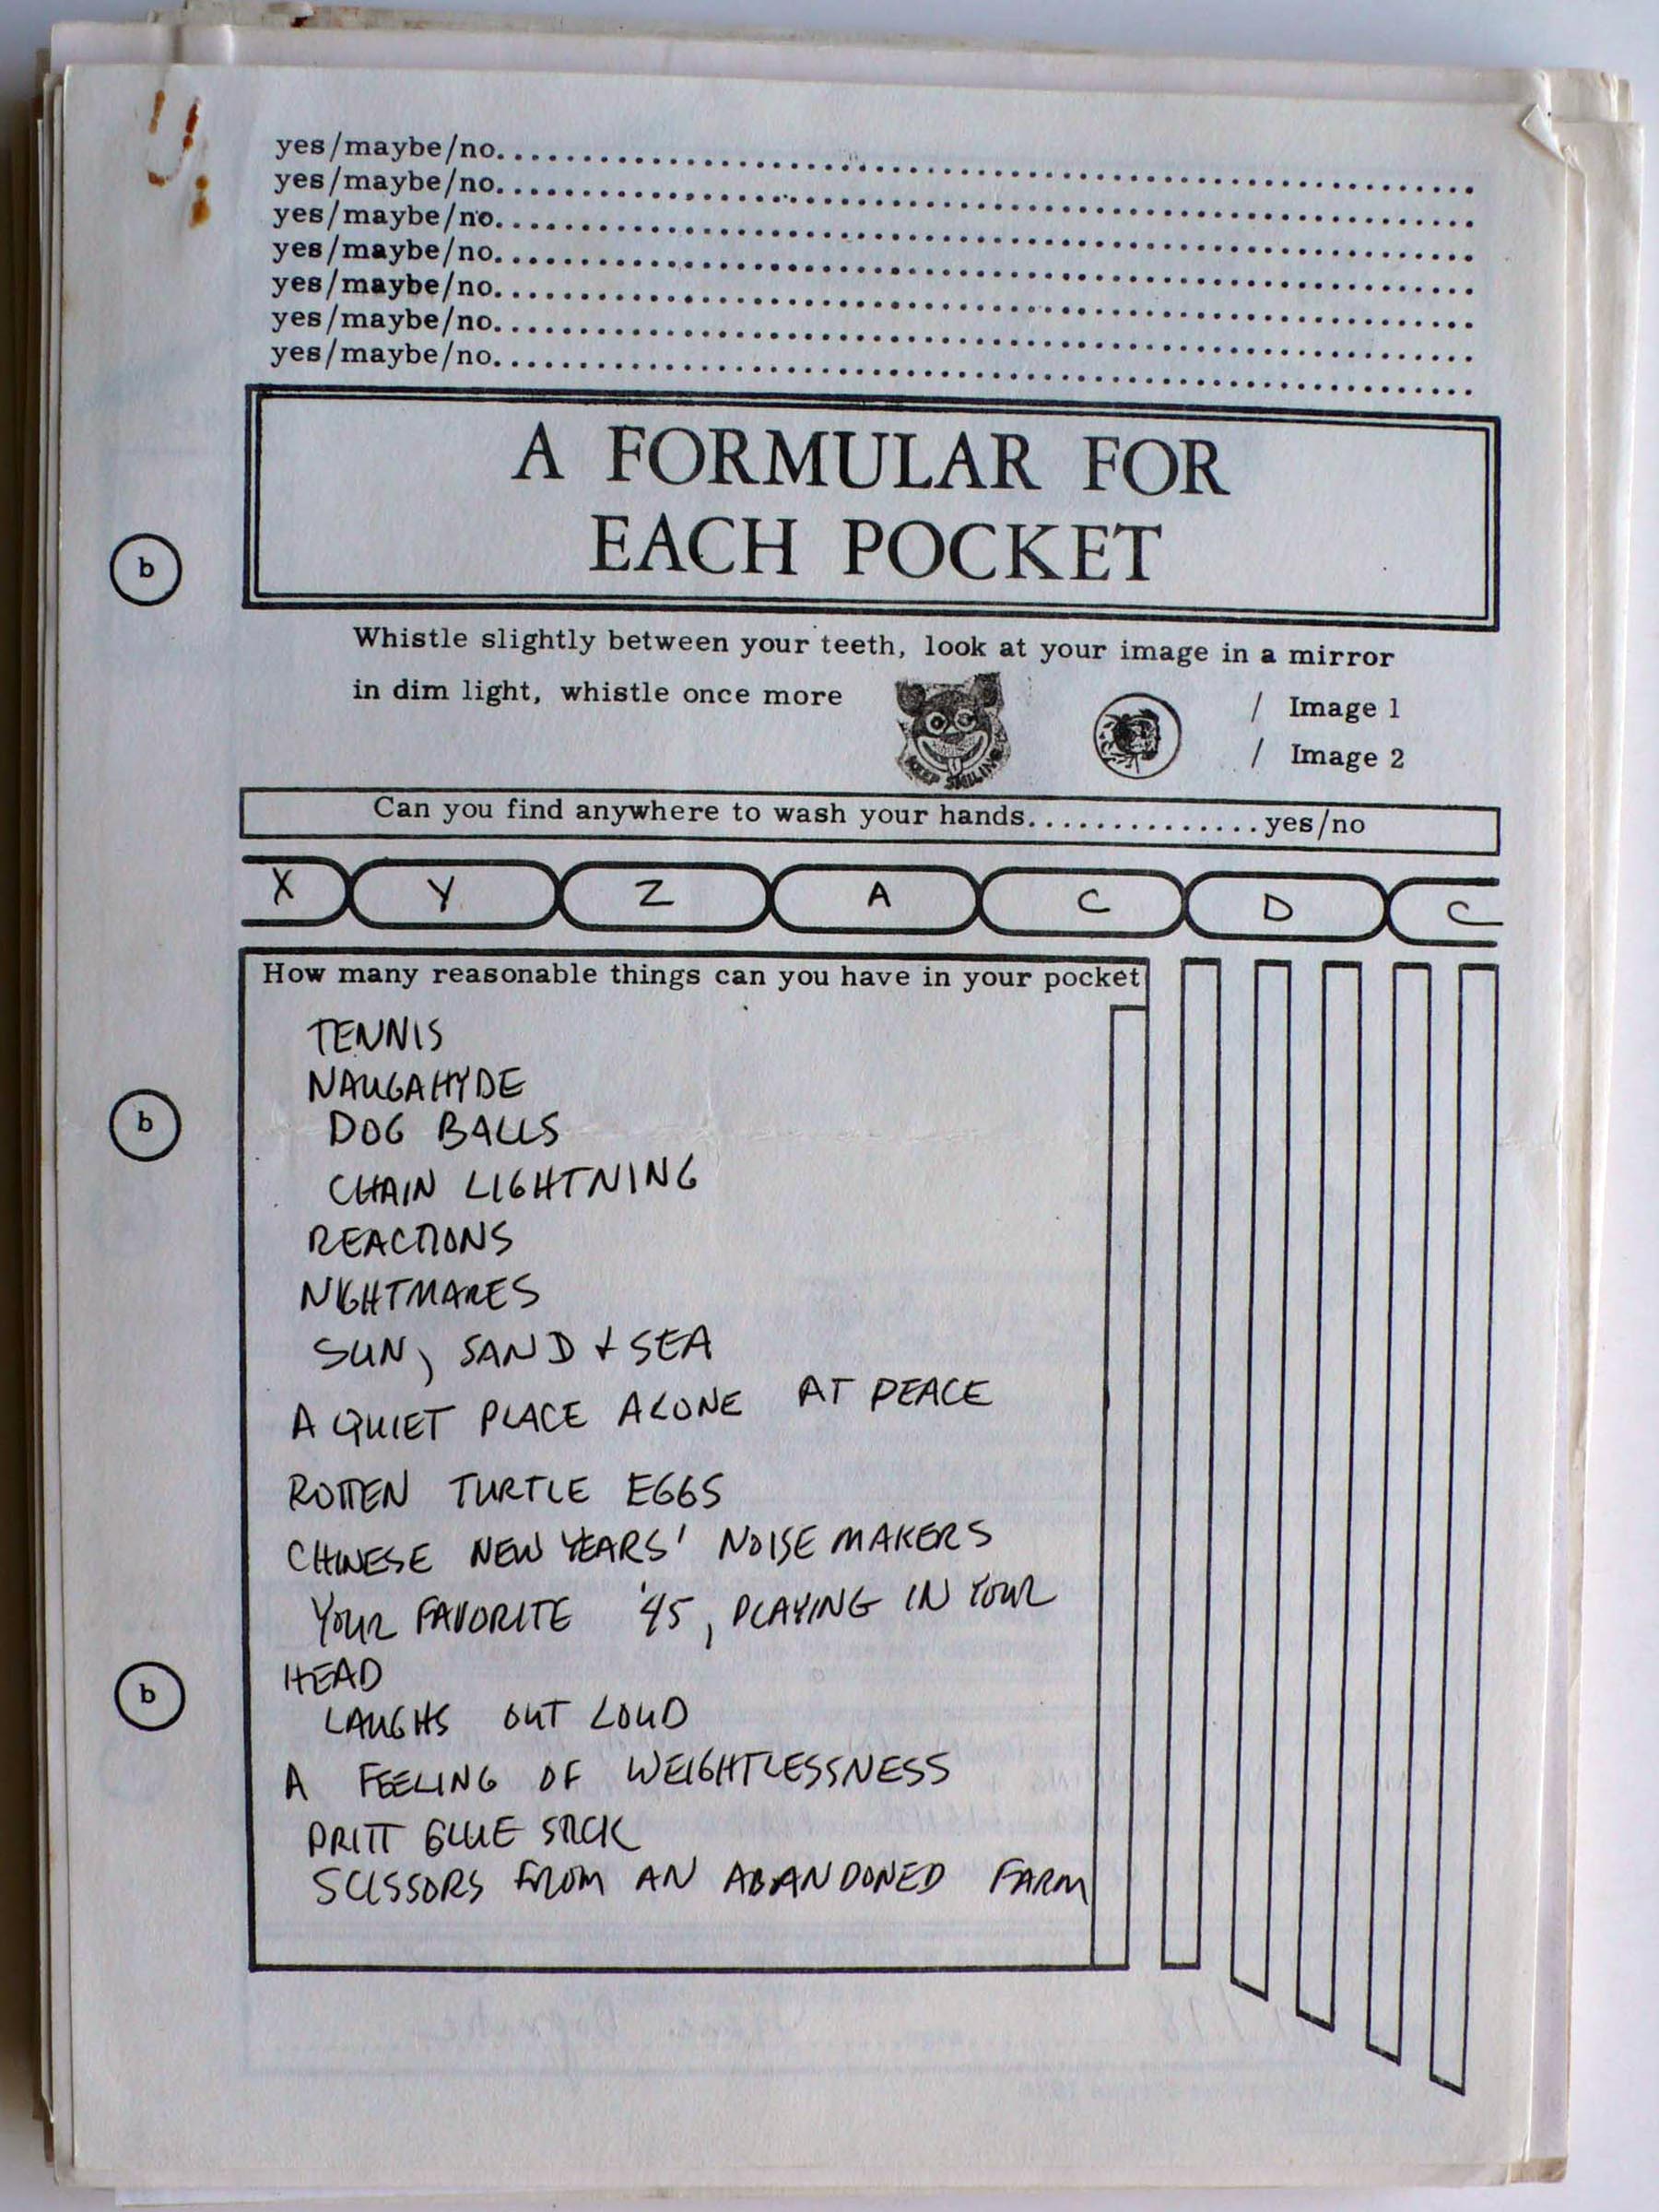 yes/maybe/no..........................................................
yes/maybe/no..........................................................
yes/maybe/no..........................................................
yes/maybe/no..........................................................
yes/maybe/no..........................................................
yes/maybe/no..........................................................
yes/maybe/no..........................................................
A FORMULAR FOR
EACH POCKET
b
Whistle slightly between your teeth, look at your image in a mirror
in dim light, whistle once more
KEEP SMILING
/ Image 1
/ Image 2
Can you find anywhere to wash your hands..............yes/no
X Y Z A C D C
How many reasonable things can you have in your pocket
TENNIS
NAUGAHYDE
b
DOG BALLS
CHAIN LIGHTNING
REACTIONS
NIGHTMARES
SUN, SAND + SEA
A QUIET PLACE ALONE AT PEACE
ROTTEN TURTLE EGGS
CHINESE NEW YEARS' NOISE MAKERS
YOUR FAVORITE '45, PLAYING IN YOUR
HEAD
b
LAUGHS OUT LOUD
A FEELING OF WEIGHTLESSNESS
PRITT GLUE STICK
SCISSORS FROM AN ABANDONED FARM